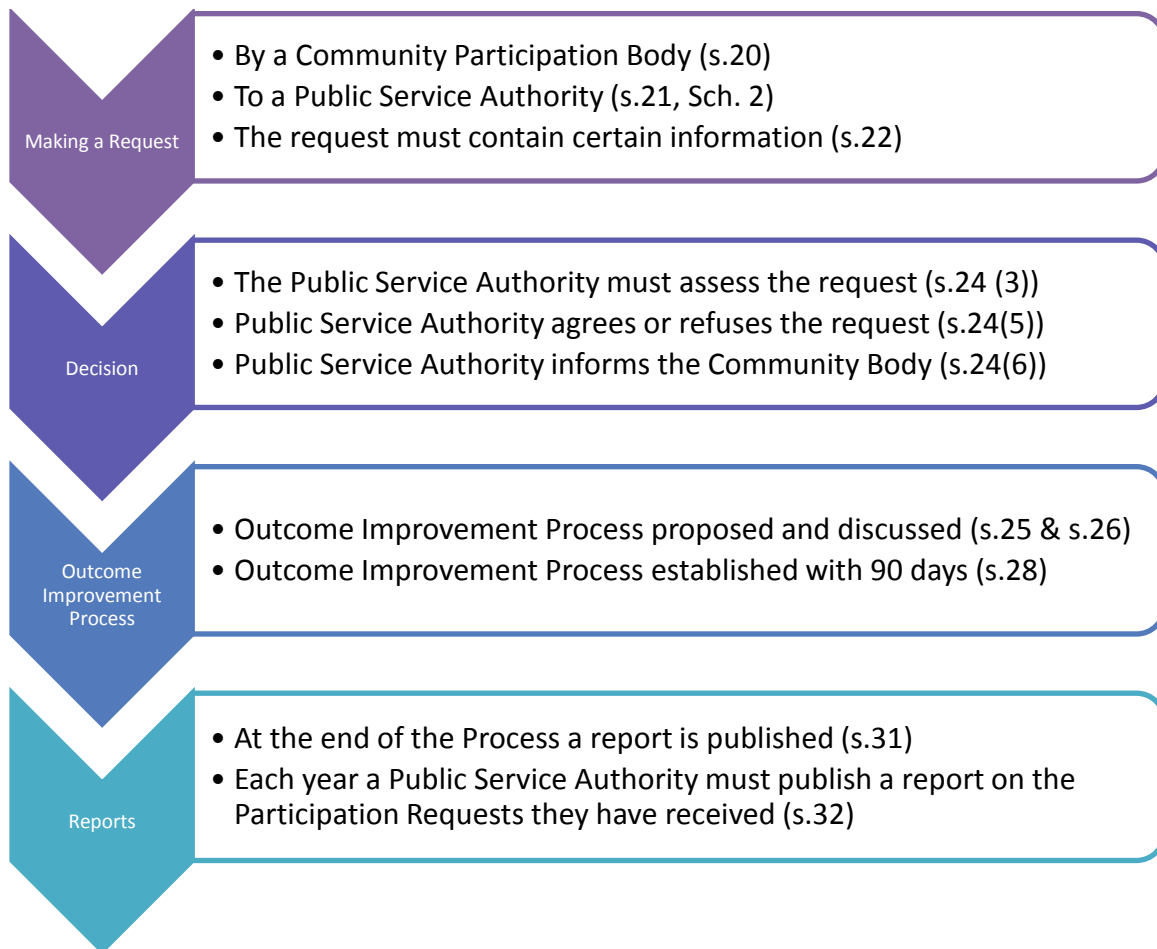 Making a Request
• By a Community Participation Body (s.20)
• To a Public Service Authority (s.21, Sch. 2)
• The request must contain certain information (s.22)
Decision
• The Public Service Authority must assess the request (s.24 (3))
• Public Service Authority agrees or refuses the request (s.24(5))
• Public Service Authority informs the Community Body (s.24(6))
Outcome
Improvement
Process
• Outcome Improvement Process proposed and discussed (s.25 & s.26)
• Outcome Improvement Process established with 90 days (s.28)
Reports
• At the end of the Process a report is published (s.31)
• Each year a Public Service Authority must publish a report on the
Participation Requests they have received (s.32)